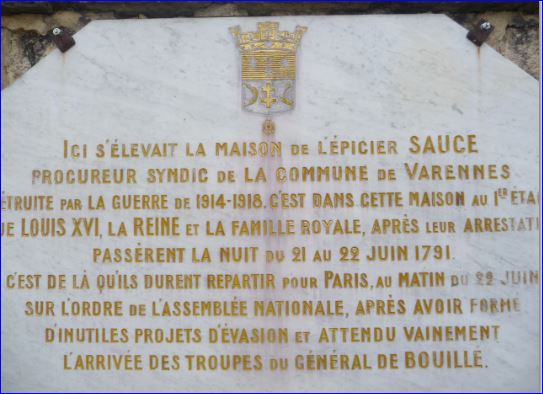 ICI S'ÉLEVAIT LA MAISON DE L'ÉPICIER SAUCE
PROCUREUR SYNDIC DE LA COMMUNE DE VARENNES
ÉTRUITE PAR LA GUERRE DE 1914-1918. C'EST DANS CETTE MAISON AU 1ER ÉTA
UE LOUIS XVI, LA REINE ET LA FAMILLE ROYALE, APRÈS LEUR ARRESTATI
PASSÈRENT LA NUIT DU 21 AU 22 JUIN 1791.
C'EST DE LÀ QU'ILS DURENT REPARTIR POUR PARIS, AU MATIN DU 22 JUIN
SUR L'ORDRE DE L'ASSEMBLÉE NATIONALE, APRÈS AVOIR FORMÉ
D'INUTILES PROJETS D'ÉVASION ET ATTENDU VAINEMENT
L'ARRIVÉE DES TROUPES DU GÉNÉRAL DE BOUILLÉ.